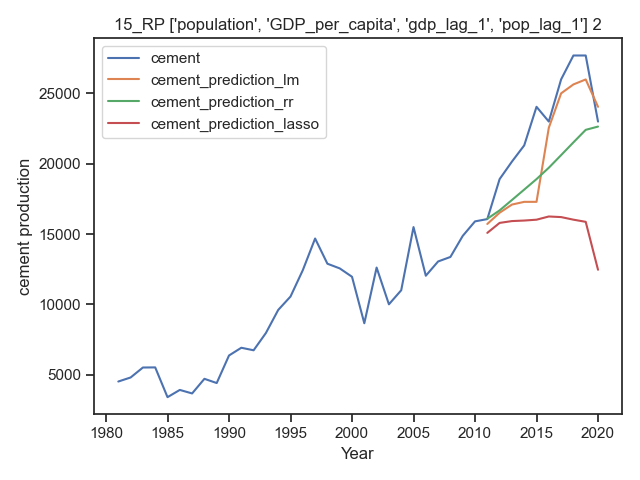 15_RP ['population', 'GDP_per_capita', 'gdp_lag_1', 'pop_lag_1'] 2
cement
cement_prediction_lm
cement_prediction_rr
cement_prediction_lasso
25000
20000
15000
10000
5000
cement production
1980 1985 1990 1995 2000 2005 2010 2015 2020
Year